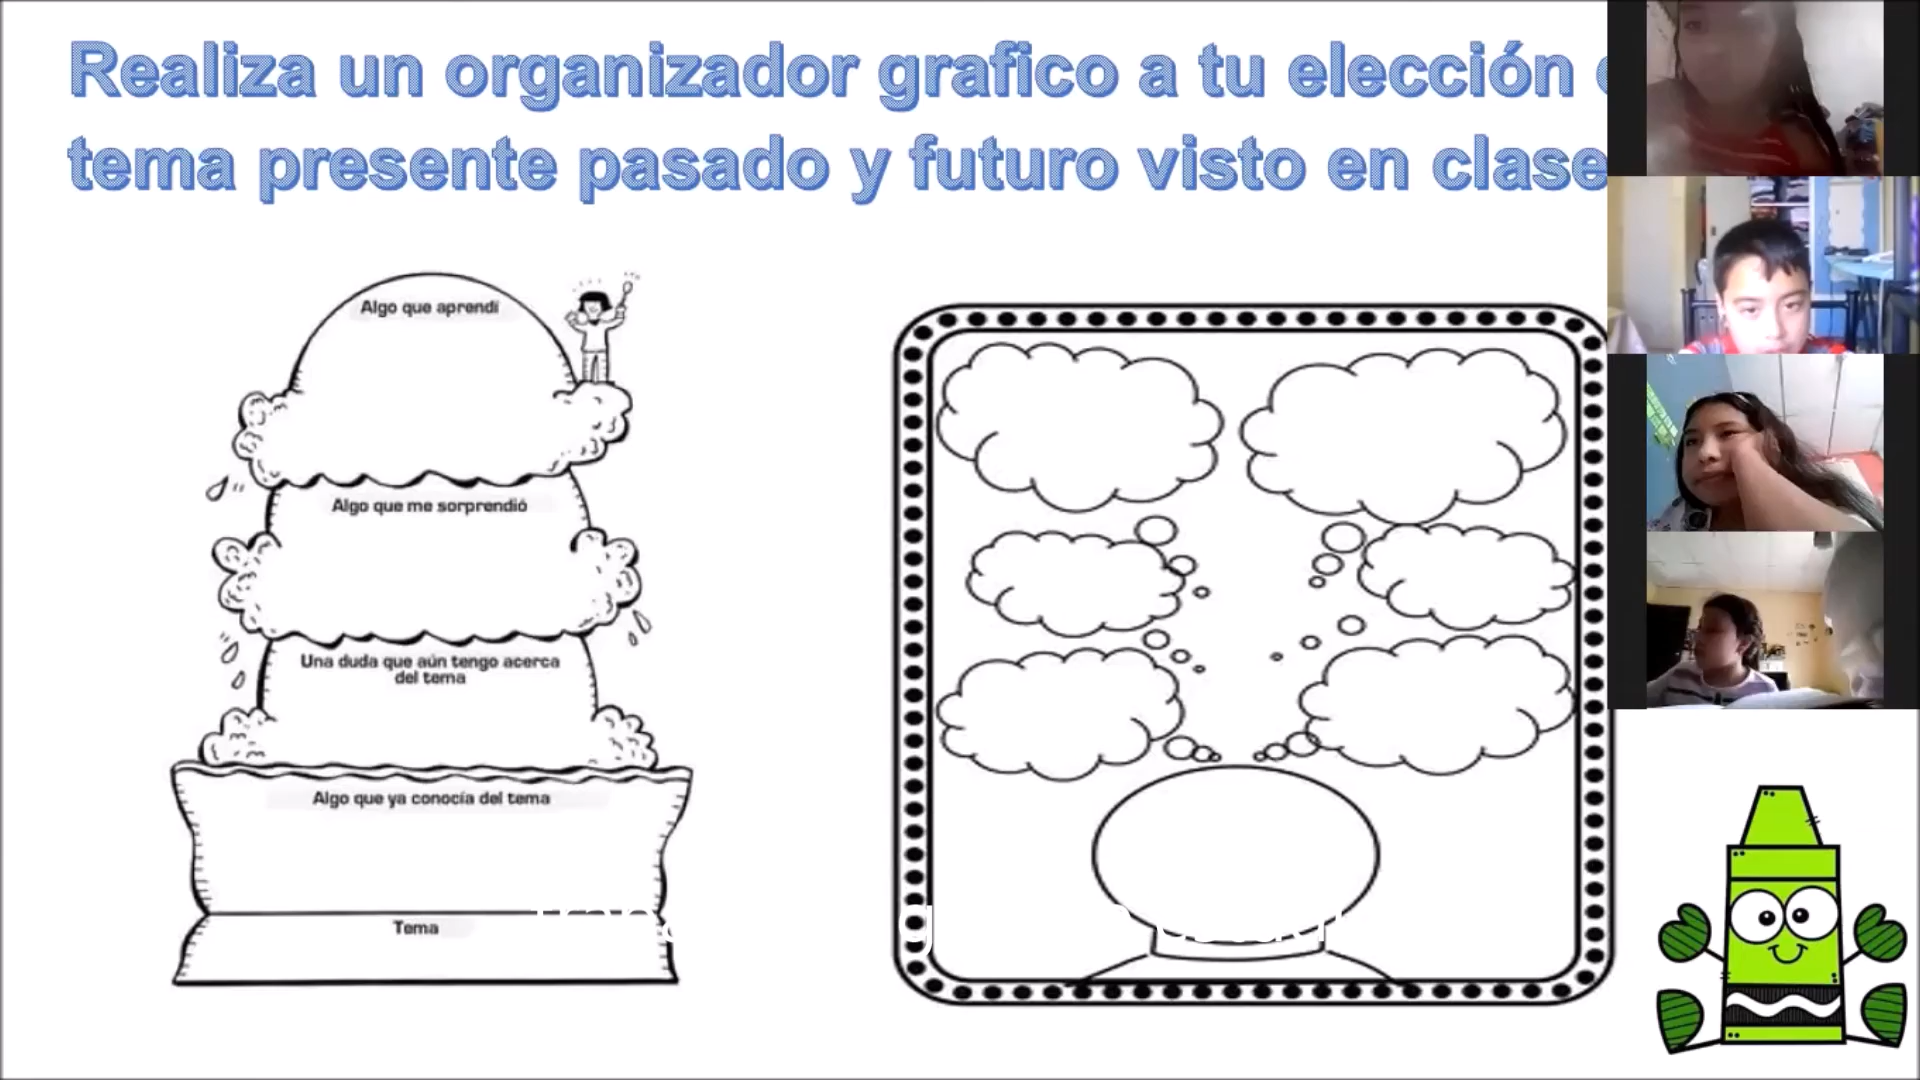 Realiza un organizador grafico a tu elección
tema presente pasado y futuro visto en clase
Algo que aprendí
Algo que me sorprendió
Una duda que aún tengo acerca
del tema
Algo que ya conocía del tema
Tema